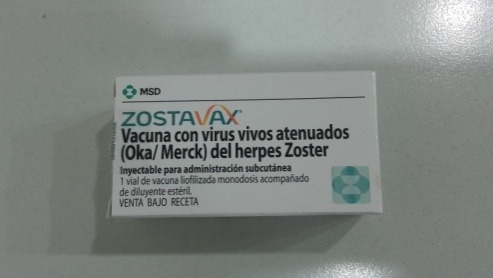 MSD
ZOSTAVAX®
Vacuna con virus vivos atenuados
(Oka/ Merck) del herpes Zoster
Inyectable para administración subcutánea
1 vial de vacuna liofilizada monodosis acompañado
de diluyente estéril.
VENTA BAJO RECETA